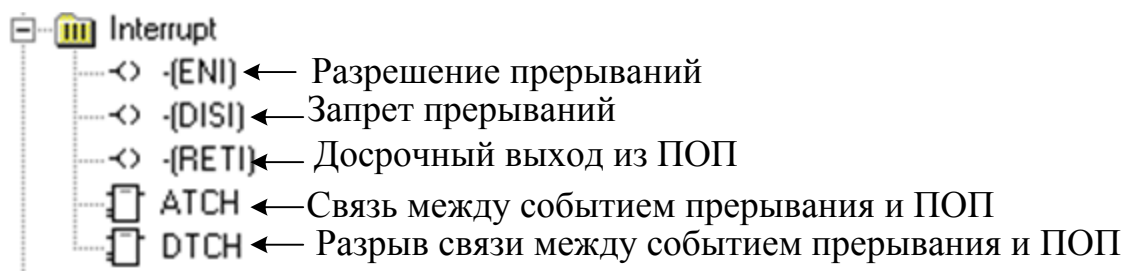 Interrupt
-(ENI) Разрешение прерываний
-(DISI) Запрет прерываний
-(RETI) Досрочный выход из ПОП
ATCH Связь между событием прерывания и ПОП
DTCH Разрыв связи между событием прерывания и ПОП